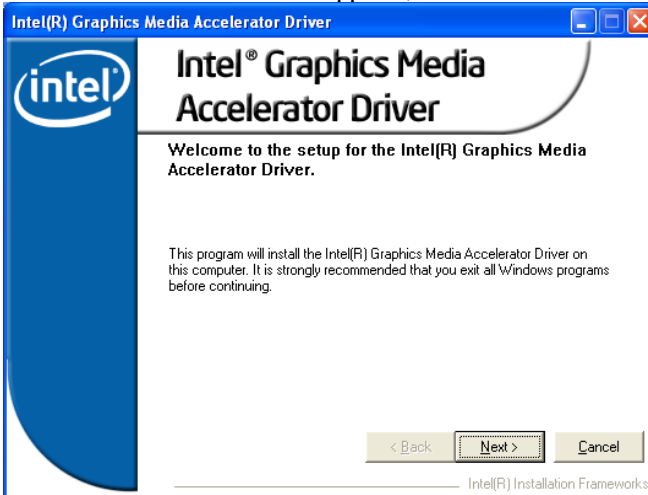 Intel(R) Graphics Media Accelerator Driver
intel
Intel® Graphics Media
Accelerator Driver
Welcome to the setup for the Intel(R) Graphics Media
Accelerator Driver.
This program will install the Intel(R) Graphics Media Accelerator Driver on
this computer. It is strongly recommended that you exit all Windows programs
before continuing.
< Back Next > Cancel
Intel(R) Installation Frameworks